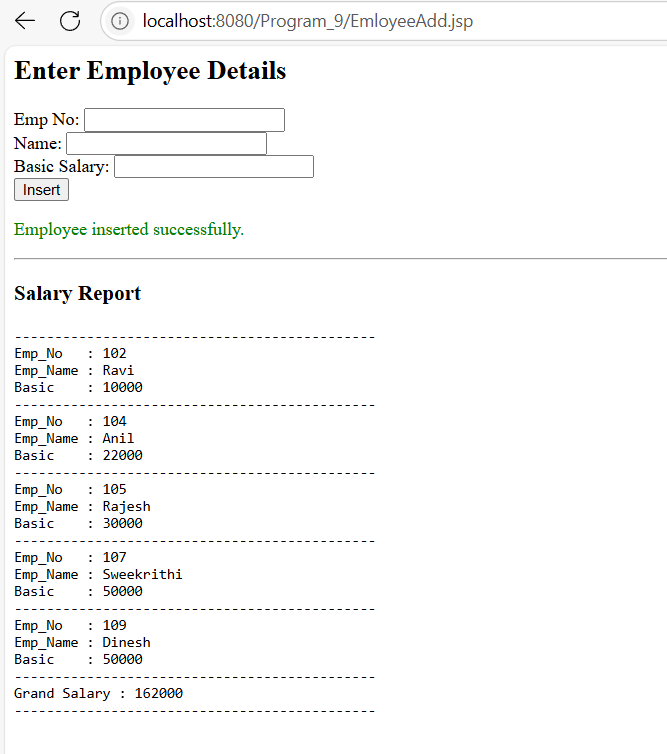 localhost:8080/Program_9/EmloyeeAdd.jsp
Enter Employee Details
Emp No:
Name:
Basic Salary:
Insert
Employee inserted successfully.
Salary Report
---------------------------------------------
Emp_No   : 102
Emp_Name : Ravi
Basic    : 10000
---------------------------------------------
Emp_No   : 104
Emp_Name : Anil
Basic    : 22000
---------------------------------------------
Emp_No   : 105
Emp_Name : Rajesh
Basic    : 30000
---------------------------------------------
Emp_No   : 107
Emp_Name : Sweekrithi
Basic    : 50000
---------------------------------------------
Emp_No   : 109
Emp_Name : Dinesh
Basic    : 50000
---------------------------------------------
Grand Salary : 162000
---------------------------------------------